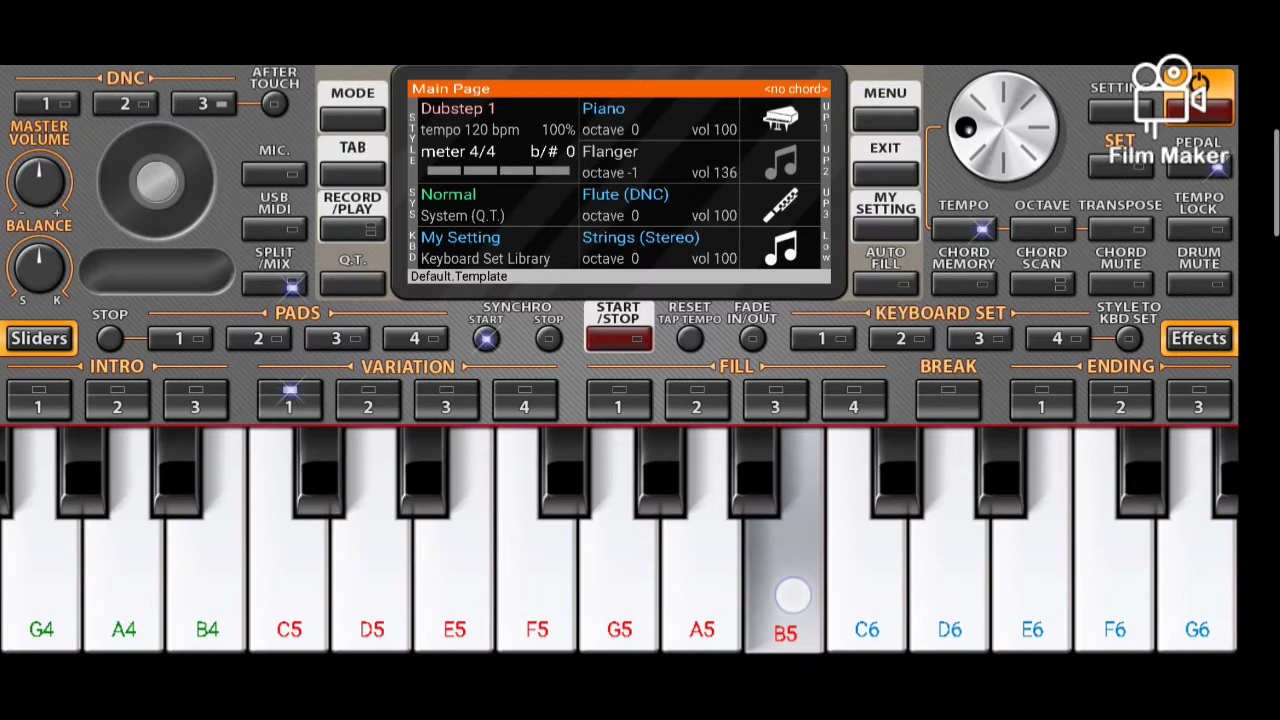 DNC
AFTER TOUCH
1 2 3
MASTER VOLUME
- +
BALANCE
S K
MIC.
USB MIDI
SPLIT /MIX
MODE
TAB
RECORD /PLAY
Q.T.
Main Page <no chord>
STYLE
Dubstep 1
tempo 120 bpm 100%
meter 4/4 b/# 0
SYS
Normal
System (Q.T.)
KBD
My Setting
Keyboard Set Library
Piano
octave 0 vol 100
UP1
Flanger
octave -1 vol 136
UP2
Flute (DNC)
octave 0 vol 100
UP3
Strings (Stereo)
octave 0 vol 100
Low
Default.Template
MENU
EXIT
MY SETTING
AUTO FILL
SET
PEDAL
Film Maker
TEMPO OCTAVE TRANSPOSE TEMPO LOCK
CHORD MEMORY CHORD SCAN CHORD MUTE DRUM MUTE
Sliders
STOP
PADS
1 2 3 4
SYNCHRO
START STOP
START /STOP
RESET
TAP TEMPO
FADE IN/OUT
KEYBOARD SET
1 2 3 4
STYLE TO KBD SET
Effects
INTRO VARIATION FILL BREAK ENDING
1 2 3 1 2 3 4 1 2 3 4 1 2 3
G4 A4 B4 C5 D5 E5 F5 G5 A5 B5 C6 D6 E6 F6 G6